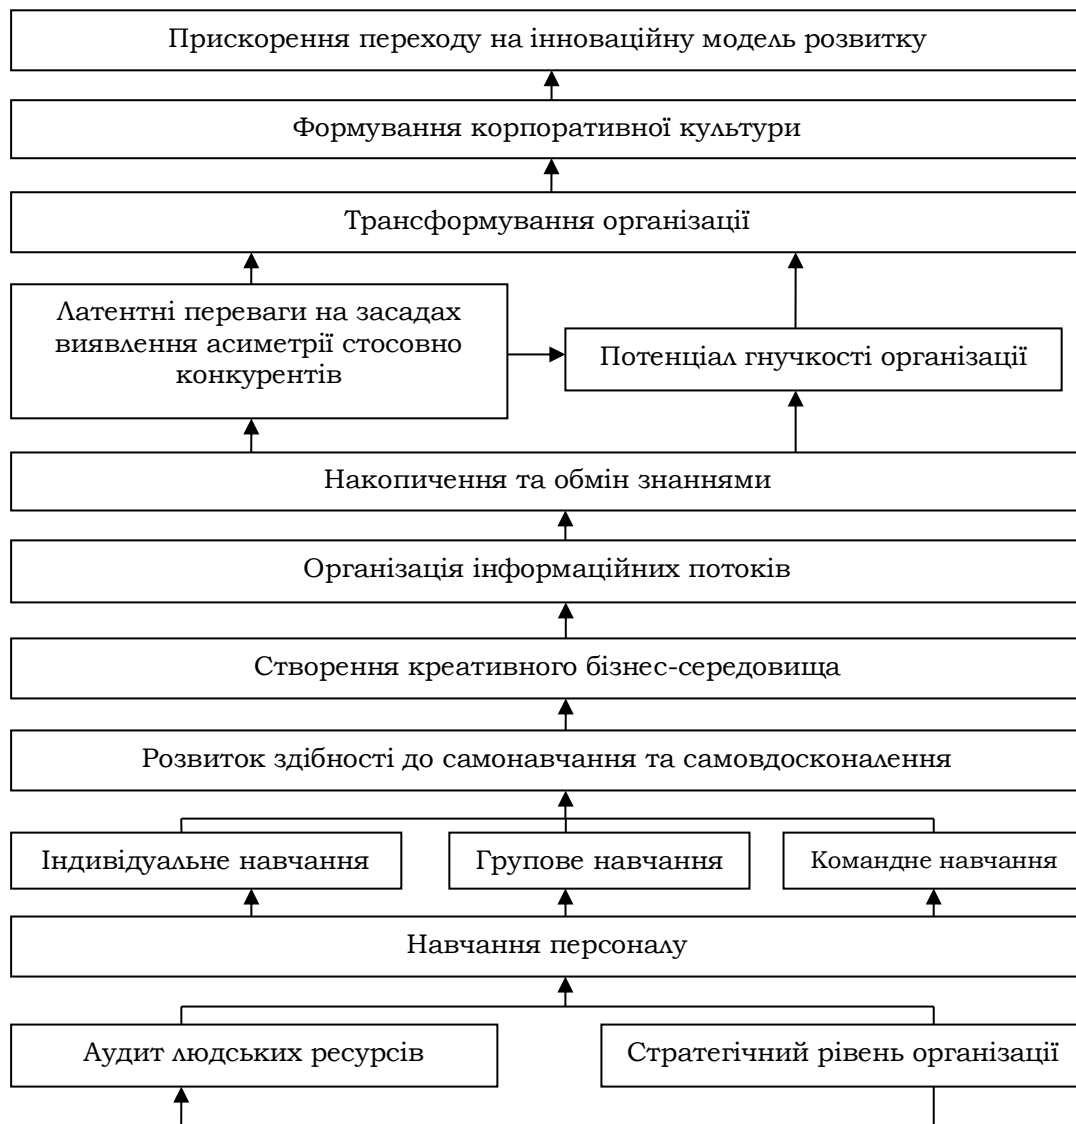 Прискорення переходу на інноваційну модель розвитку
Формування корпоративної культури
Трансформування організації
Латентні переваги на засадах
виявлення асиметрії стосовно
конкурентів
Потенціал гнучкості організації
Накопичення та обмін знаннями
Організація інформаційних потоків
Створення креативного бізнес-середовища
Розвиток здібності до самонавчання та самовдосконалення
Індивідуальне навчання
Групове навчання
Командне навчання
Навчання персоналу
Аудит людських ресурсів
Стратегічний рівень організації